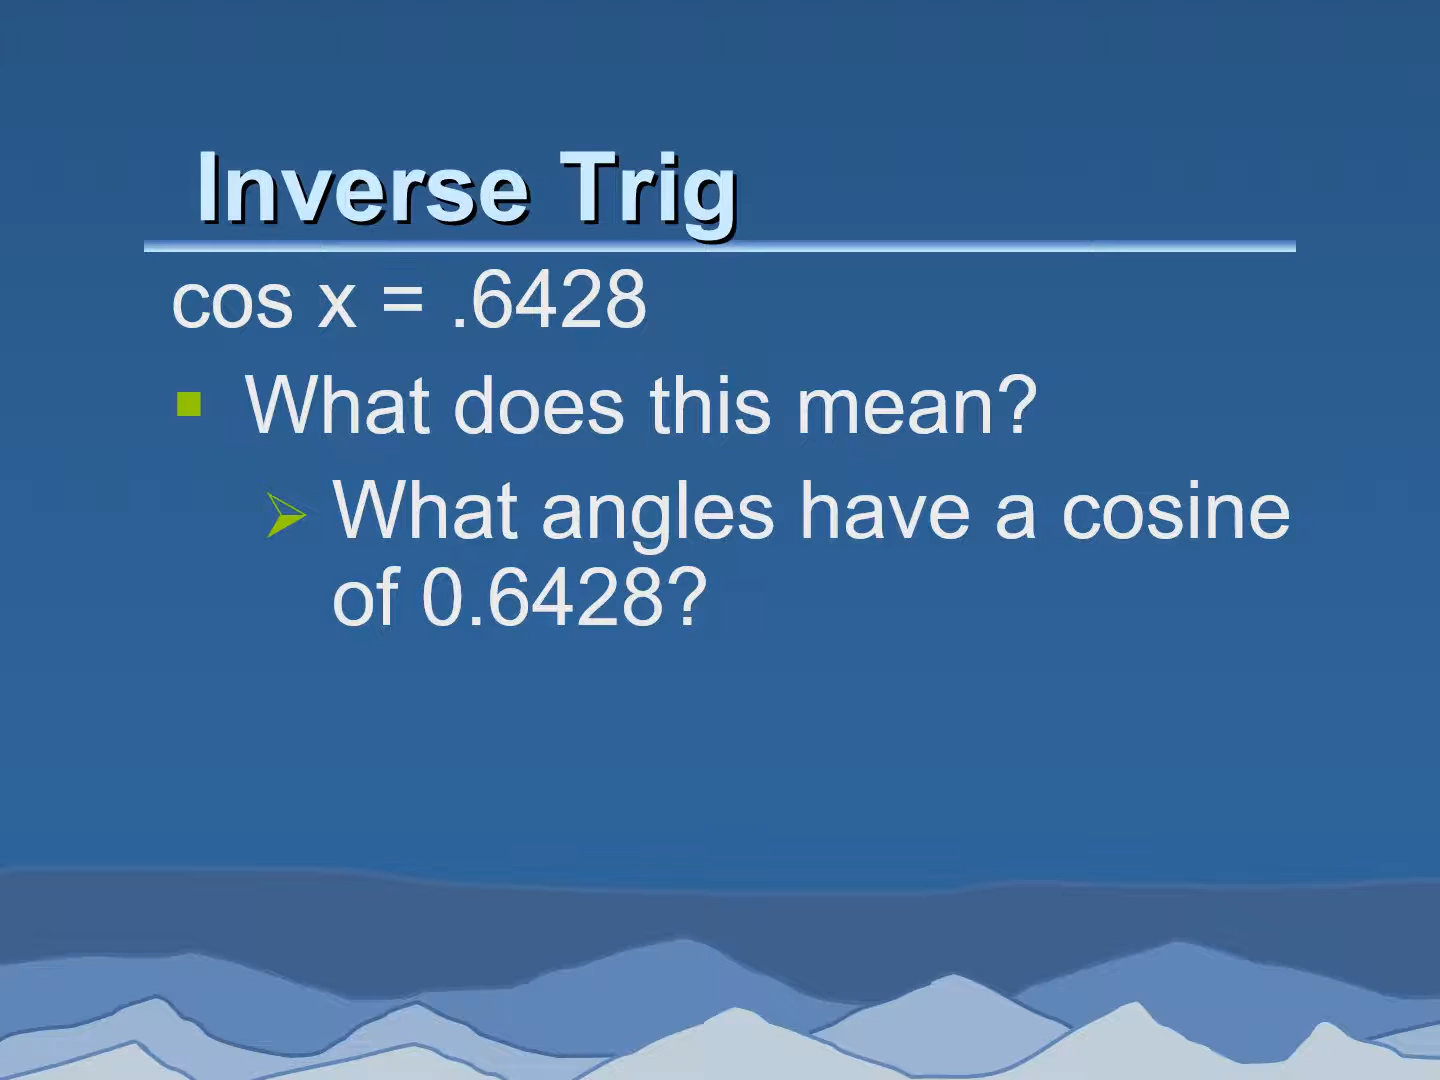 Inverse Trig
cos x = .6428
What does this mean?
What angles have a cosine
of 0.6428?